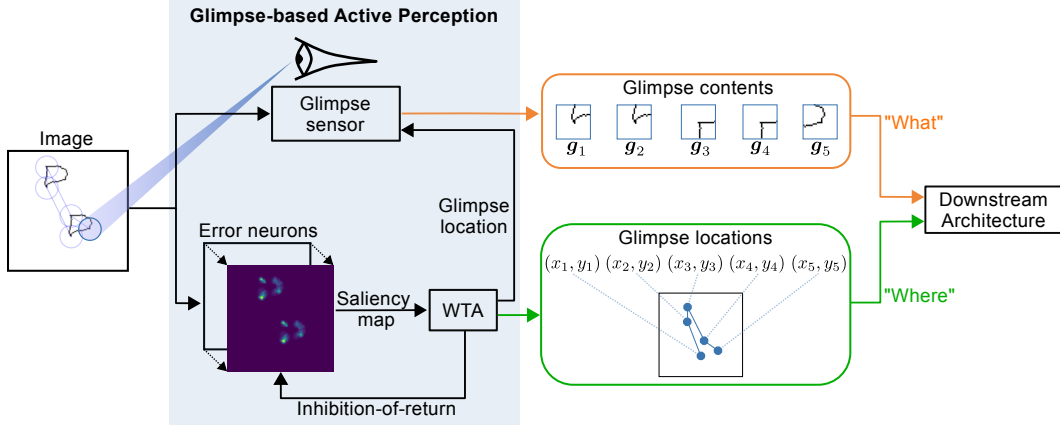 Glimpse-based Active Perception
Image
Glimpse
sensor
Glimpse
location
Error neurons
Saliency
map
WTA
Inhibition-of-return
Glimpse contents
g1 g2 g3 g4 g5
"What"
Glimpse locations
(x1, y1) (x2, y2) (x3, y3) (x4, y4) (x5, y5)
"Where"
Downstream
Architecture